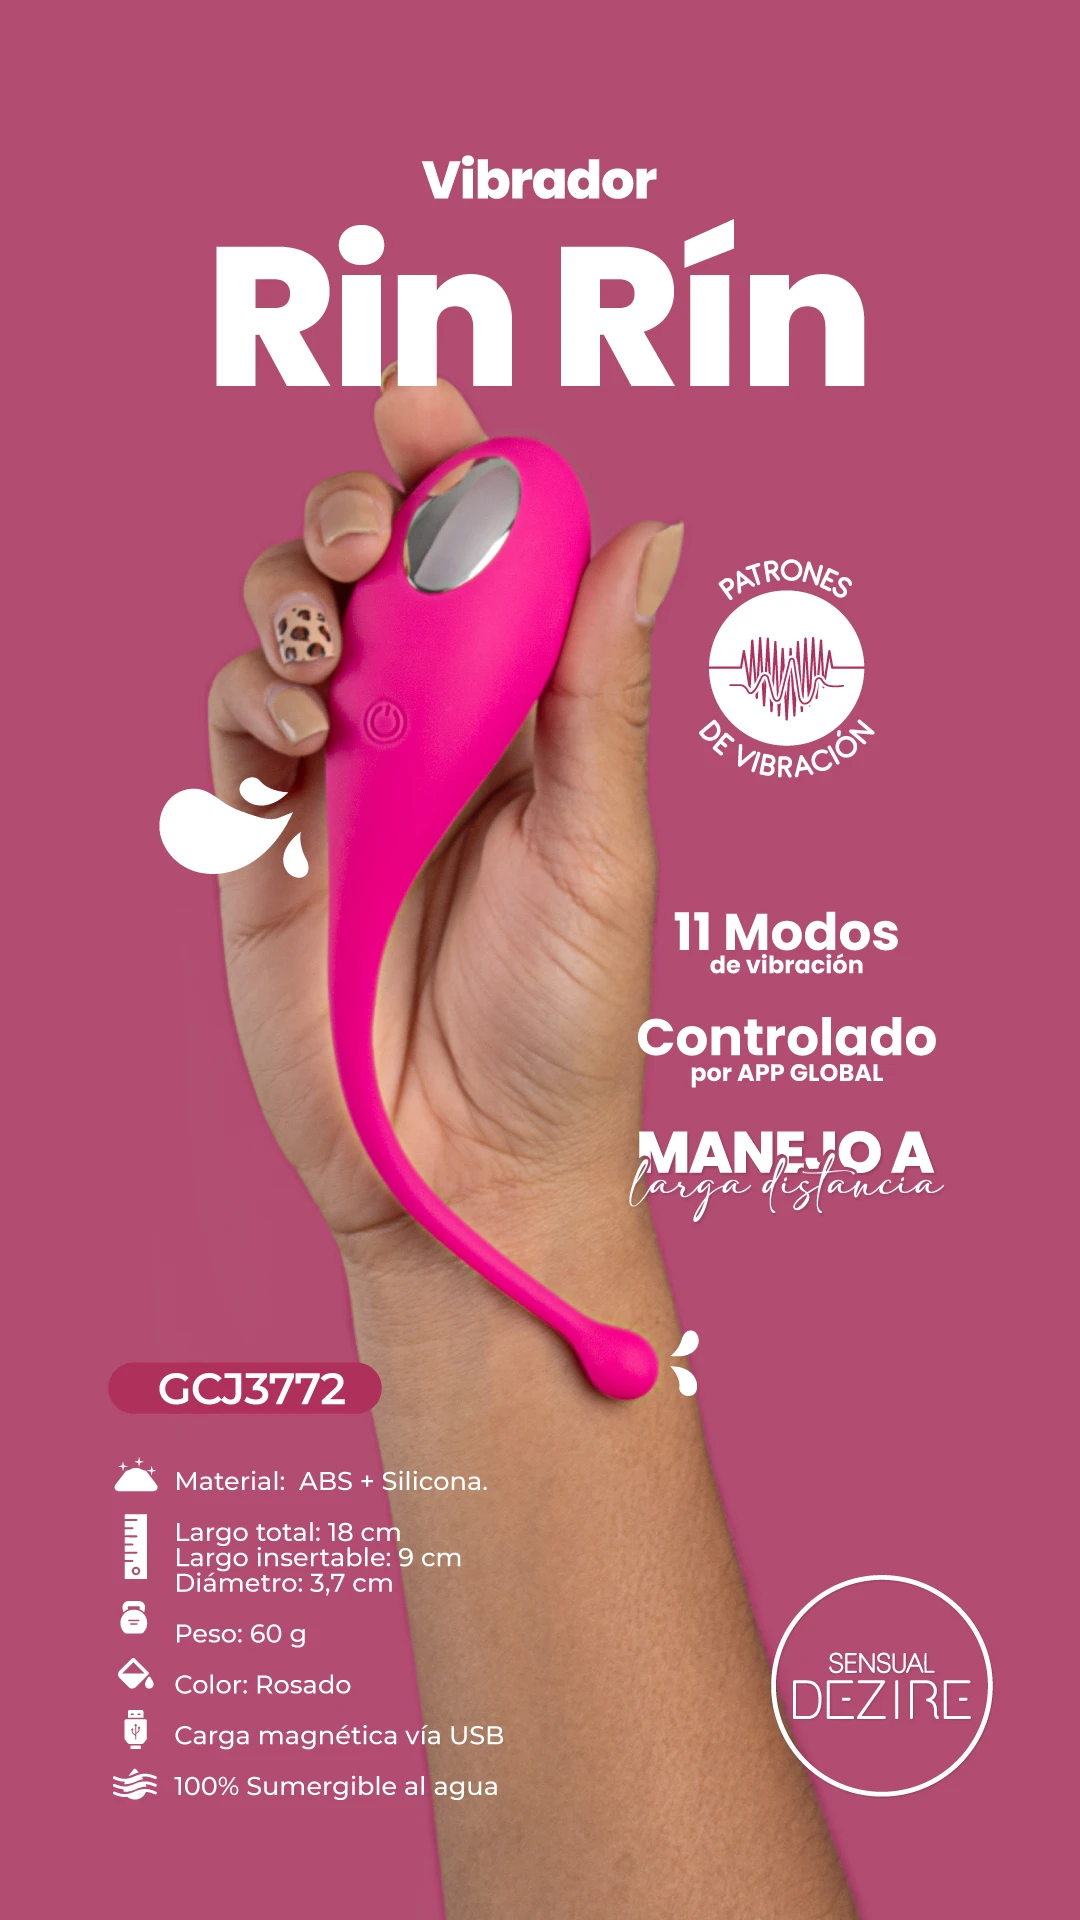 Vibrador
Rin Rín
PATRONES
DE VIBRACIÓN
11 Modos
de vibración
Controlado
por APP GLOBAL
MANEJO A
larga distancia
GCJ3772
Material:  ABS + Silicona.
Largo total: 18 cm
Largo insertable: 9 cm
Diámetro: 3,7 cm
Peso: 60 g
Color: Rosado
Carga magnética vía USB
100% Sumergible al agua
SENSUAL
DEZIRE